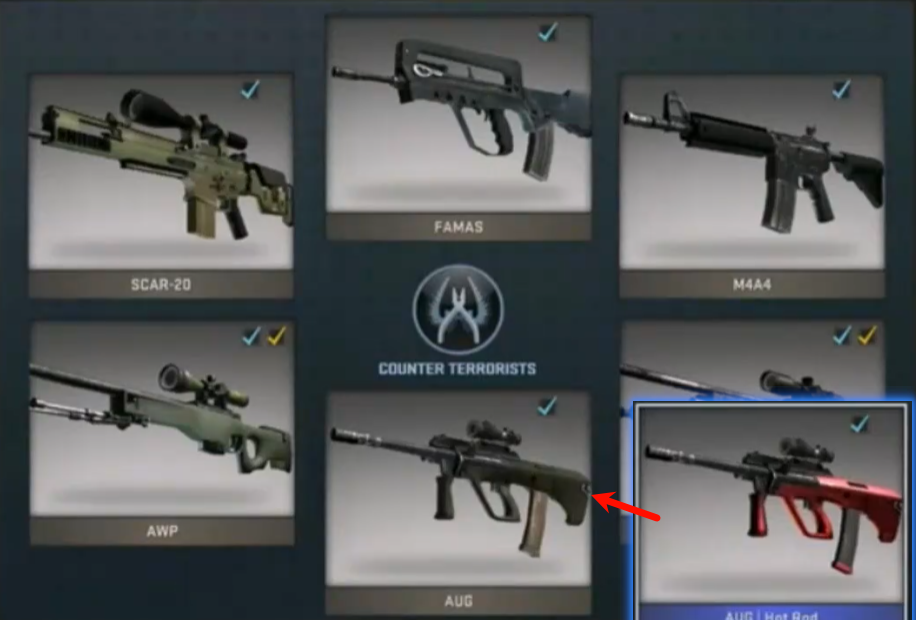 FAMAS
SCAR-20
M4A4
COUNTER TERRORISTS
AWP
AUG
AUG | Hot Rod